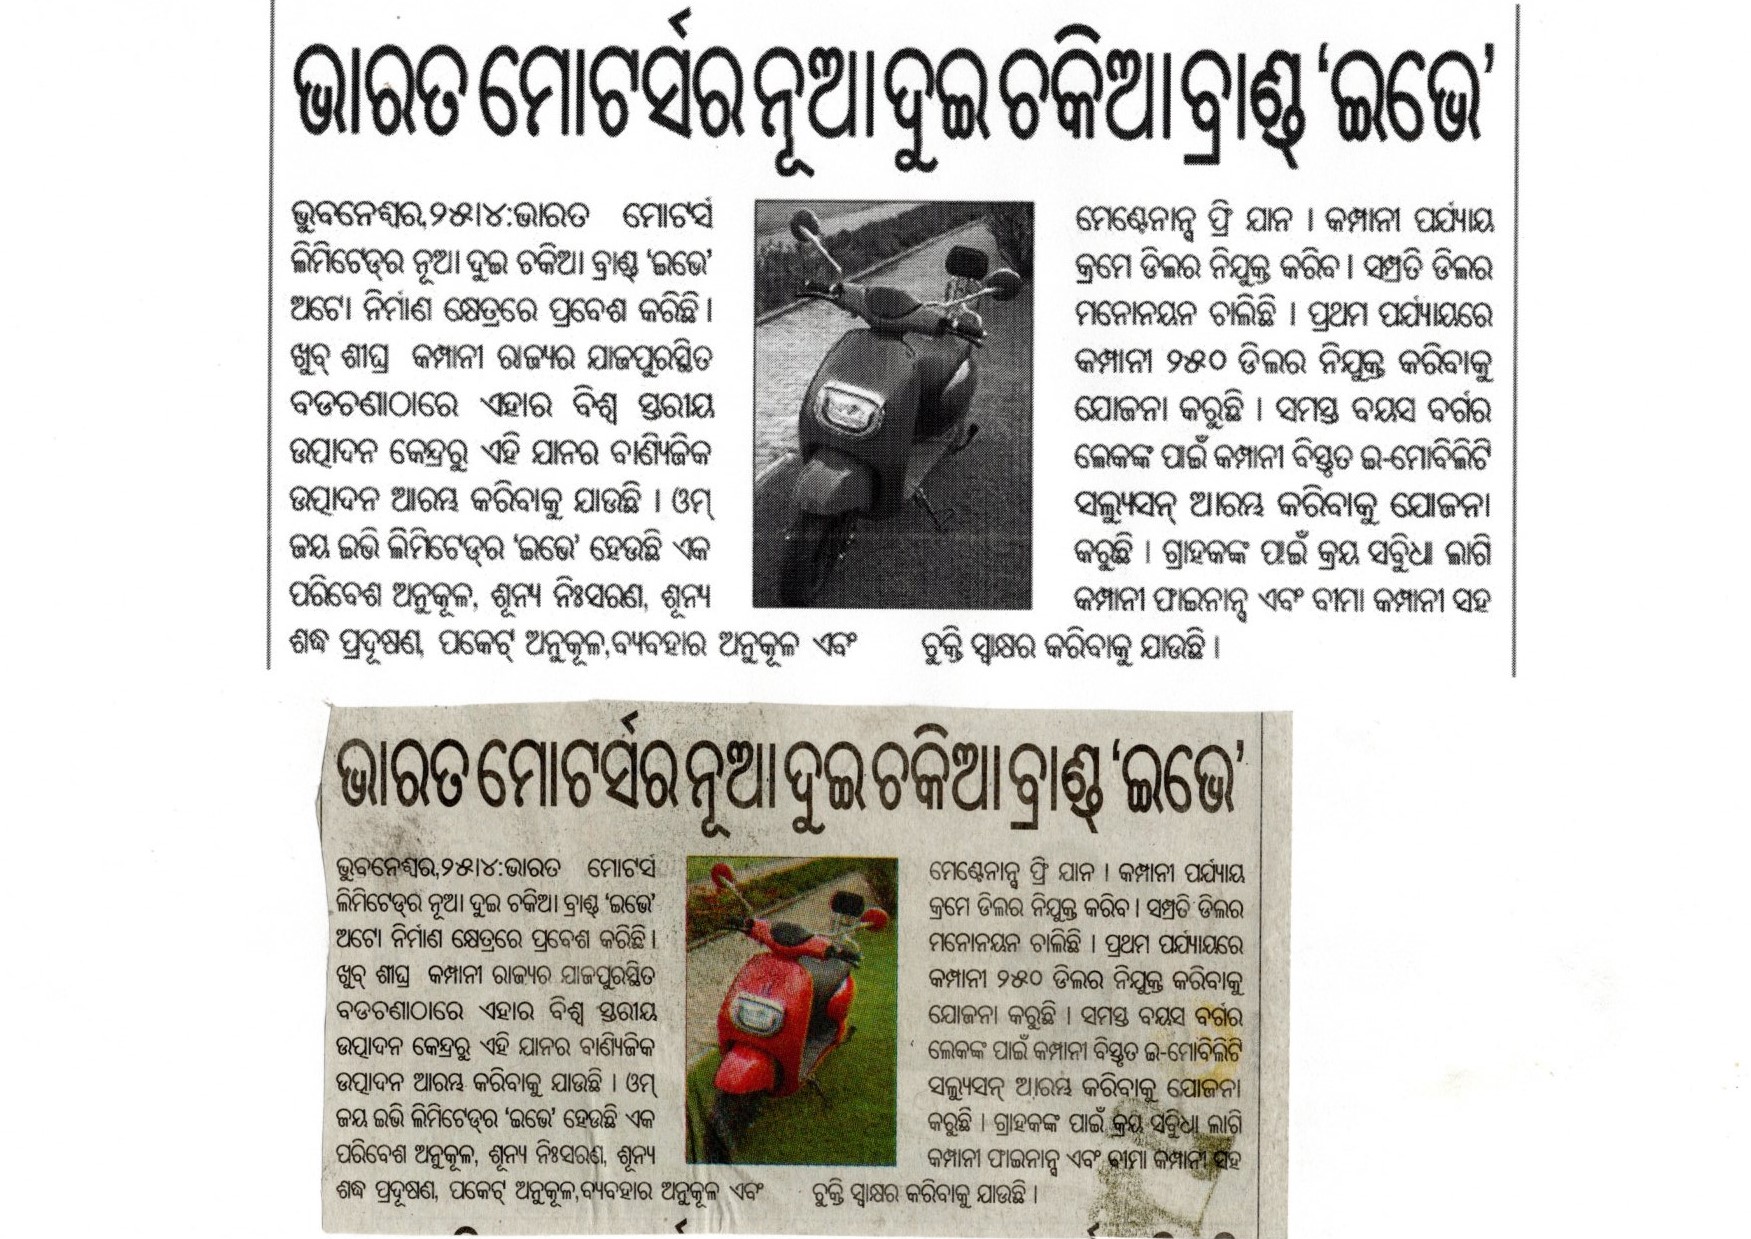 ଭାରତ ମୋଟର୍ସର ନୂଆ ଦୁଇ ଚକିଆ ବ୍ରାଣ୍ଡ୍ ‘ଇଭେ’
ଭୁବନେଶ୍ୱର,୨୫।୪:ଭାରତ ମୋଟର୍ସ
ଲିମିଟେଡ୍‌ର ନୂଆ ଦୁଇ ଚକିଆ ବ୍ରାଣ୍ଡ୍ ‘ଇଭେ’
ଅଟୋ ନିର୍ମାଣ କ୍ଷେତ୍ରରେ ପ୍ରବେଶ କରିଛି ।
ଖୁବ୍ ଶୀଘ୍ର କମ୍ପାନୀ ରାଜ୍ୟର ଯାଜପୁରସ୍ଥିତ
ବଡଚଣାଠାରେ ଏହାର ବିଶ୍ୱ ସ୍ତରୀୟ
ଉତ୍ପାଦନ କେନ୍ଦ୍ରରୁ ଏହି ଯାନର ବାଣିଜ୍ୟିକ
ଉତ୍ପାଦନ ଆରମ୍ଭ କରିବାକୁ ଯାଉଛି । ଓମ୍
ଜୟ ଇଭି ଲିମିଟେଡ୍‌ର ‘ଇଭେ’ ହେଉଛି ଏକ
ପରିବେଶ ଅନୁକୂଳ, ଶୂନ୍ୟ ନିଃସରଣ, ଶୂନ୍ୟ
ଶଦ୍ଧ ପ୍ରଦୂଷଣ, ପକେଟ୍ ଅନୁକୂଳ,ବ୍ୟବହାର ଅନୁକୂଳ ଏବଂ
ମେଣ୍ଟେନାନ୍ସ ଫ୍ରି ଯାନ । କମ୍ପାନୀ ପର୍ଯ୍ୟାୟ
କ୍ରମେ ଡିଲର ନିଯୁକ୍ତ କରିବ । ସମ୍ପ୍ରତି ଡିଲର
ମନୋନୟନ ଚାଲିଛି । ପ୍ରଥମ ପର୍ଯ୍ୟାୟରେ
କମ୍ପାନୀ ୨୫୦ ଡିଲର ନିଯୁକ୍ତ କରିବାକୁ
ଯୋଜନା କରୁଛି । ସମସ୍ତ ବୟସ ବର୍ଗର
ଲେକଙ୍କ ପାଇଁ କମ୍ପାନୀ ବିସ୍ତୃତ ଇ-ମୋବିଲିଟି
ସଲ୍ୟୁସନ୍ ଆରମ୍ଭ କରିବାକୁ ଯୋଜନା
କରୁଛି । ଗ୍ରାହକଙ୍କ ପାଇଁ କ୍ରୟ ସବୁିଧା ଲାଗି
କମ୍ପାନୀ ଫାଇନାନ୍ସ ଏବଂ ବୀମା କମ୍ପାନୀ ସହ
ଚୁକ୍ତି ସ୍ୱାକ୍ଷର କରିବାକୁ ଯାଉଛି ।
ଭାରତ ମୋଟର୍ସର ନୂଆ ଦୁଇ ଚକିଆ ବ୍ରାଣ୍ଡ୍ ‘ଇଭେ’
ଭୁବନେଶ୍ୱର,୨୫।୪:ଭାରତ ମୋଟର୍ସ
ଲିମିଟେଡ୍‌ର ନୂଆ ଦୁଇ ଚକିଆ ବ୍ରାଣ୍ଡ୍ ‘ଇଭେ’
ଅଟୋ ନିର୍ମାଣ କ୍ଷେତ୍ରରେ ପ୍ରବେଶ କରିଛି ।
ଖୁବ୍ ଶୀଘ୍ର କମ୍ପାନୀ ରାଜ୍ୟର ଯାଜପୁରସ୍ଥିତ
ବଡଚଣାଠାରେ ଏହାର ବିଶ୍ୱ ସ୍ତରୀୟ
ଉତ୍ପାଦନ କେନ୍ଦ୍ରରୁ ଏହି ଯାନର ବାଣିଜ୍ୟିକ
ଉତ୍ପାଦନ ଆରମ୍ଭ କରିବାକୁ ଯାଉଛି । ଓମ୍
ଜୟ ଇଭି ଲିମିଟେଡ୍‌ର ‘ଇଭେ’ ହେଉଛି ଏକ
ପରିବେଶ ଅନୁକୂଳ, ଶୂନ୍ୟ ନିଃସରଣ, ଶୂନ୍ୟ
ଶଦ୍ଧ ପ୍ରଦୂଷଣ, ପକେଟ୍ ଅନୁକୂଳ,ବ୍ୟବହାର ଅନୁକୂଳ ଏବଂ
ମେଣ୍ଟେନାନ୍ସ ଫ୍ରି ଯାନ । କମ୍ପାନୀ ପର୍ଯ୍ୟାୟ
କ୍ରମେ ଡିଲର ନିଯୁକ୍ତ କରିବ । ସମ୍ପ୍ରତି ଡିଲର
ମନୋନୟନ ଚାଲିଛି । ପ୍ରଥମ ପର୍ଯ୍ୟାୟରେ
କମ୍ପାନୀ ୨୫୦ ଡିଲର ନିଯୁକ୍ତ କରିବାକୁ
ଯୋଜନା କରୁଛି । ସମସ୍ତ ବୟସ ବର୍ଗର
ଲେକଙ୍କ ପାଇଁ କମ୍ପାନୀ ବିସ୍ତୃତ ଇ-ମୋବିଲିଟି
ସଲ୍ୟୁସନ୍ ଆରମ୍ଭ କରିବାକୁ ଯୋଜନା
କରୁଛି । ଗ୍ରାହକଙ୍କ ପାଇଁ କ୍ରୟ ସବୁିଧା ଲାଗି
କମ୍ପାନୀ ଫାଇନାନ୍ସ ଏବଂ ବୀମା କମ୍ପାନୀ ସହ
ଚୁକ୍ତି ସ୍ୱାକ୍ଷର କରିବାକୁ ଯାଉଛି ।